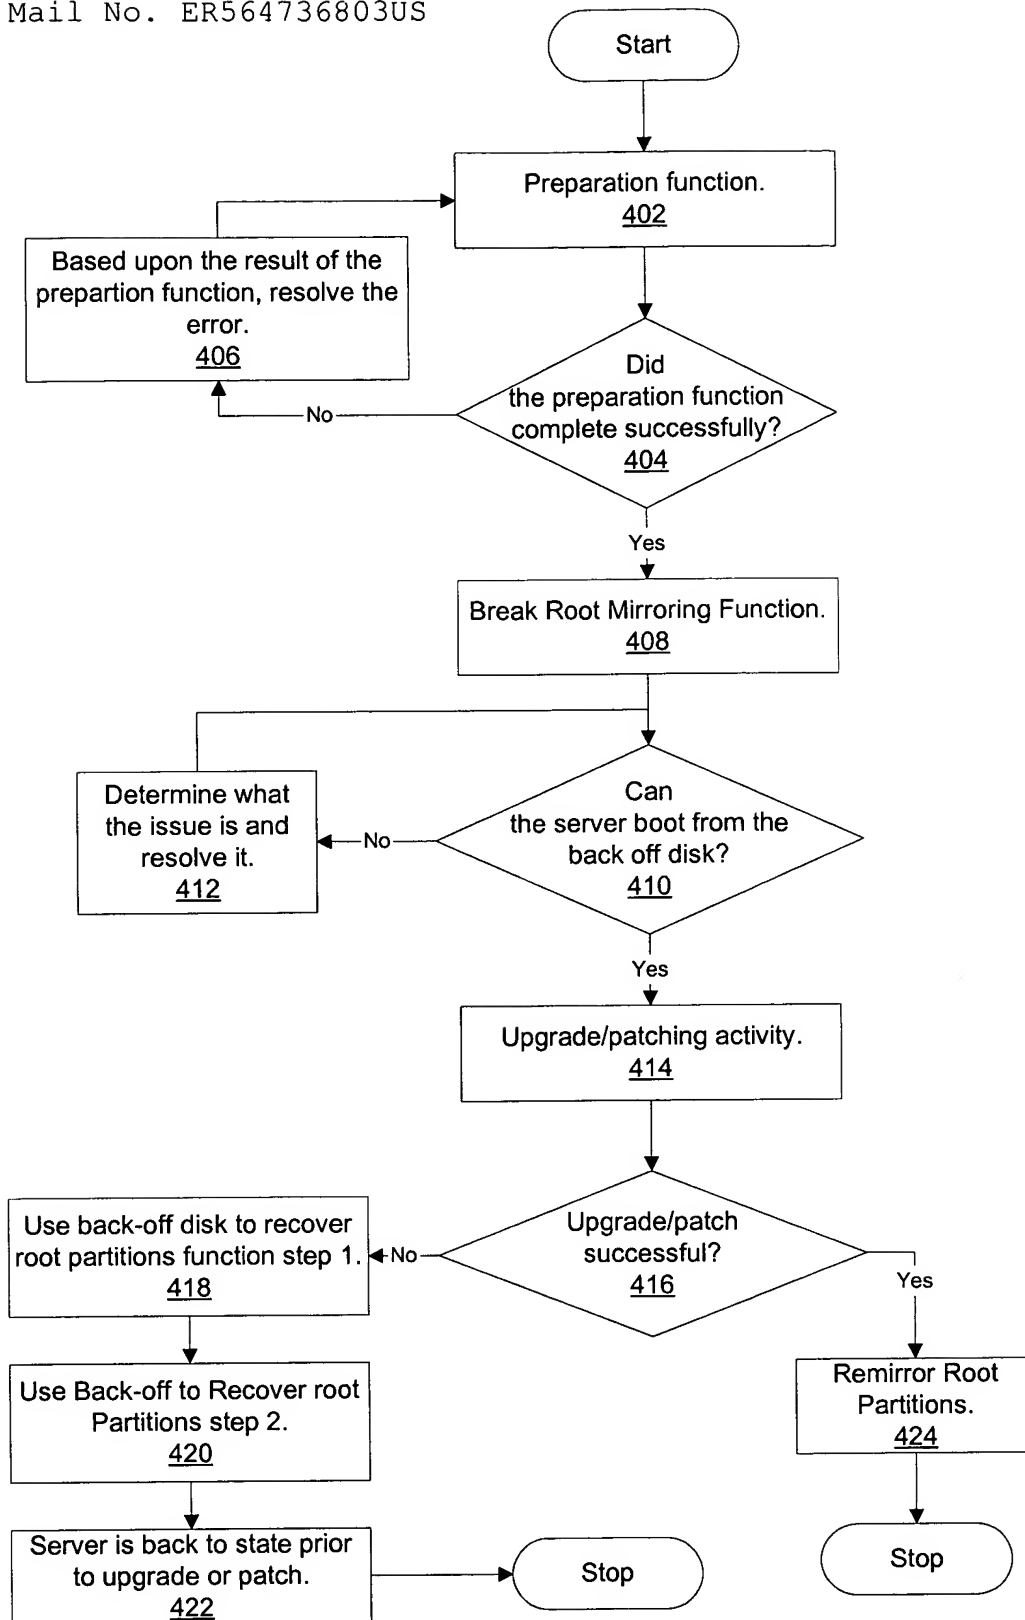 Mail No. ER564736803US
Start
Preparation function.
402
Based upon the result of the
prepartion function, resolve the
error.
406
Did
the preparation function
complete successfully?
404
No
Yes
Break Root Mirroring Function.
408
Can
the server boot from the
back off disk?
410
No
Determine what
the issue is and
resolve it.
412
Yes
Upgrade/patching activity.
414
Upgrade/patch
successful?
416
No
Yes
Use back-off disk to recover
root partitions function step 1.
418
Use Back-off to Recover root
Partitions step 2.
420
Remirror Root
Partitions.
424
Server is back to state prior
to upgrade or patch.
422
Stop
Stop